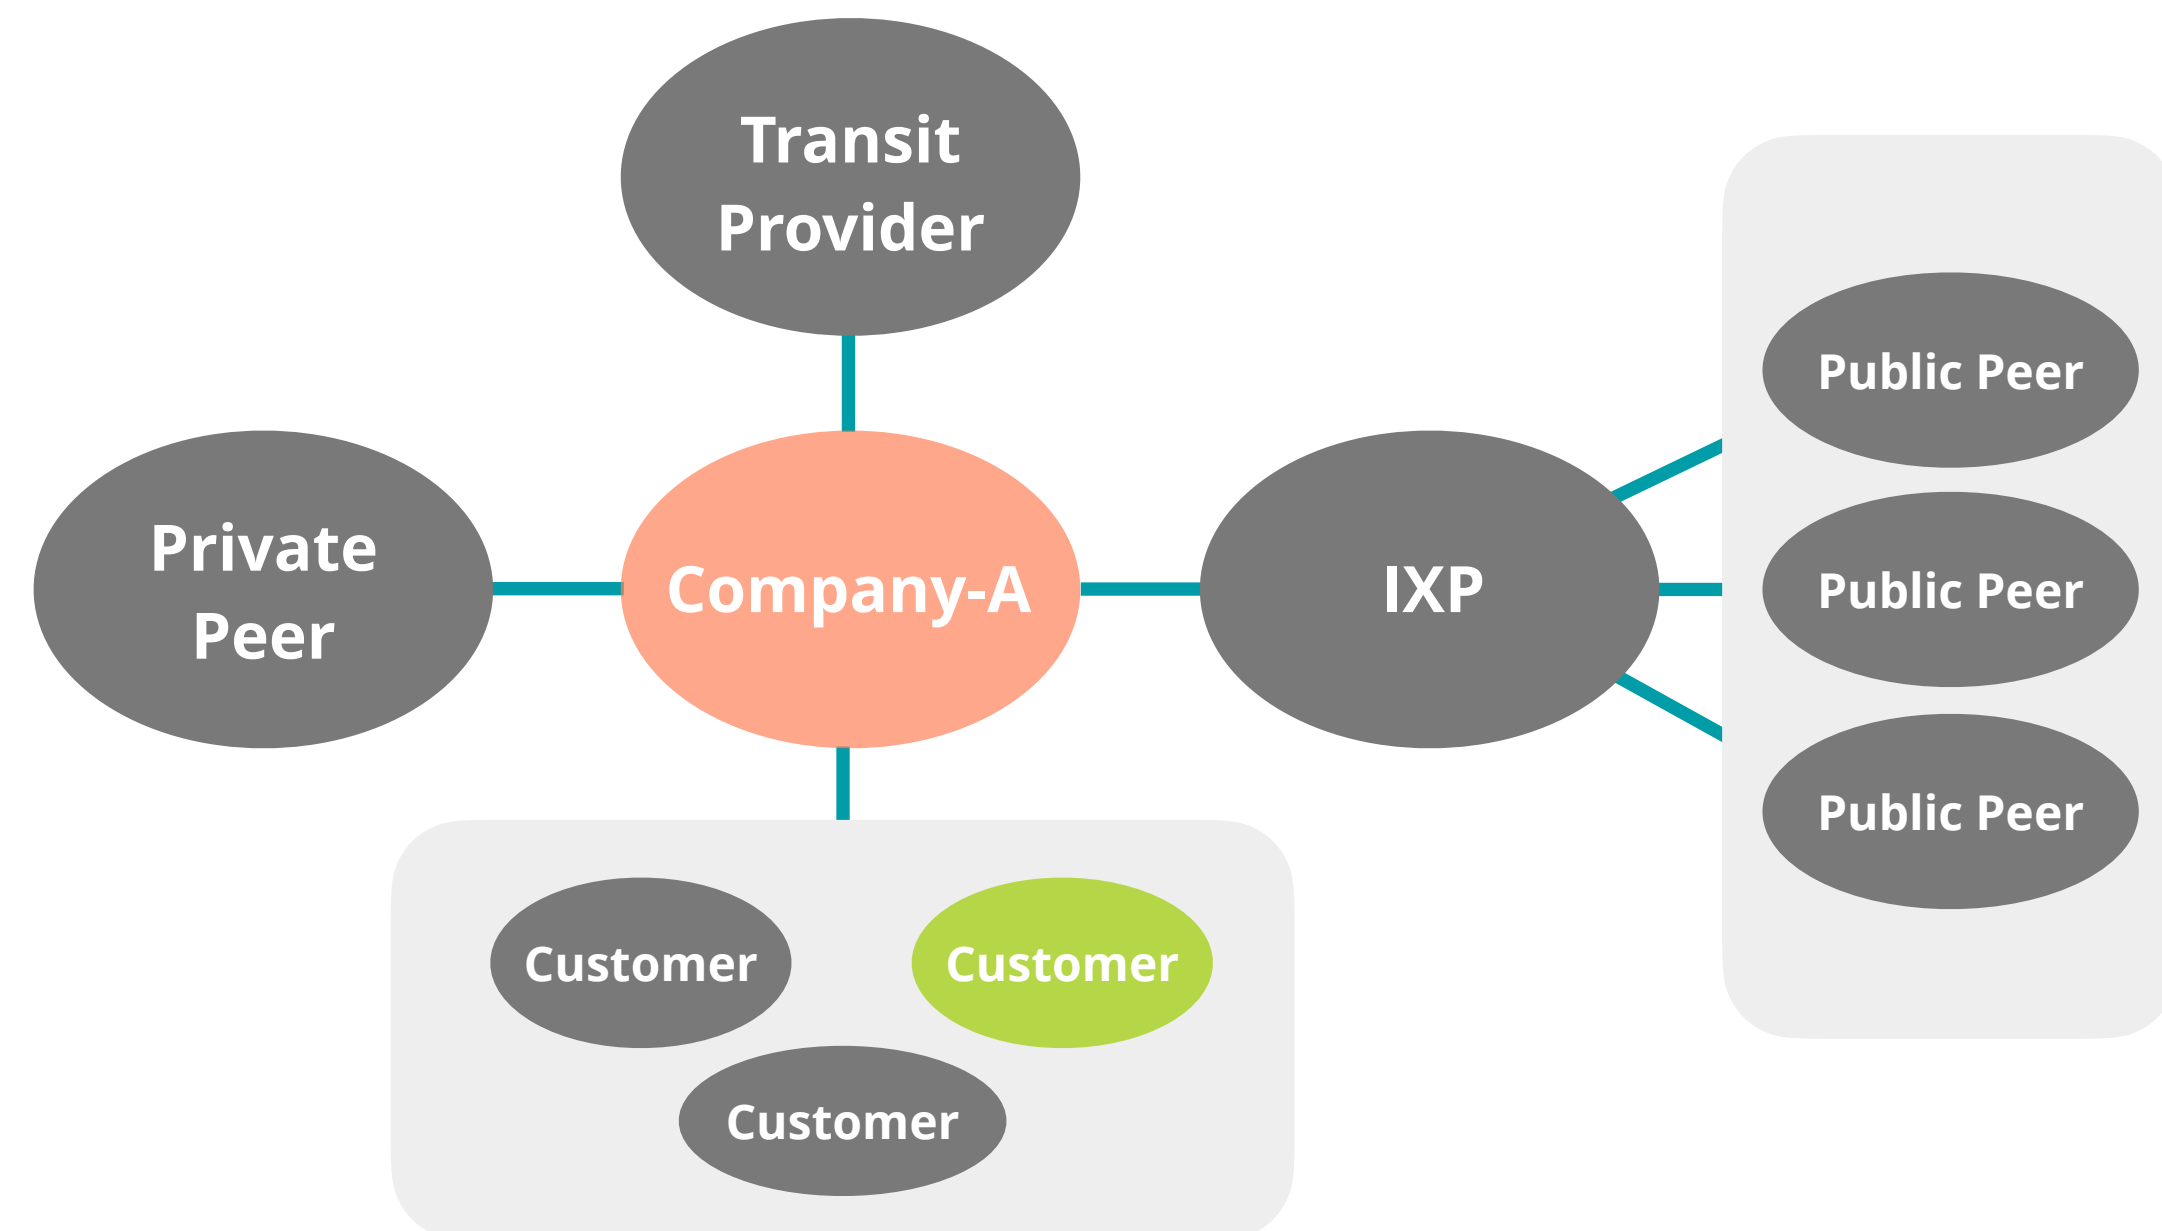 Transit
Provider
Private
Peer
Company-A
IXP
Public Peer
Public Peer
Public Peer
Customer
Customer
Customer